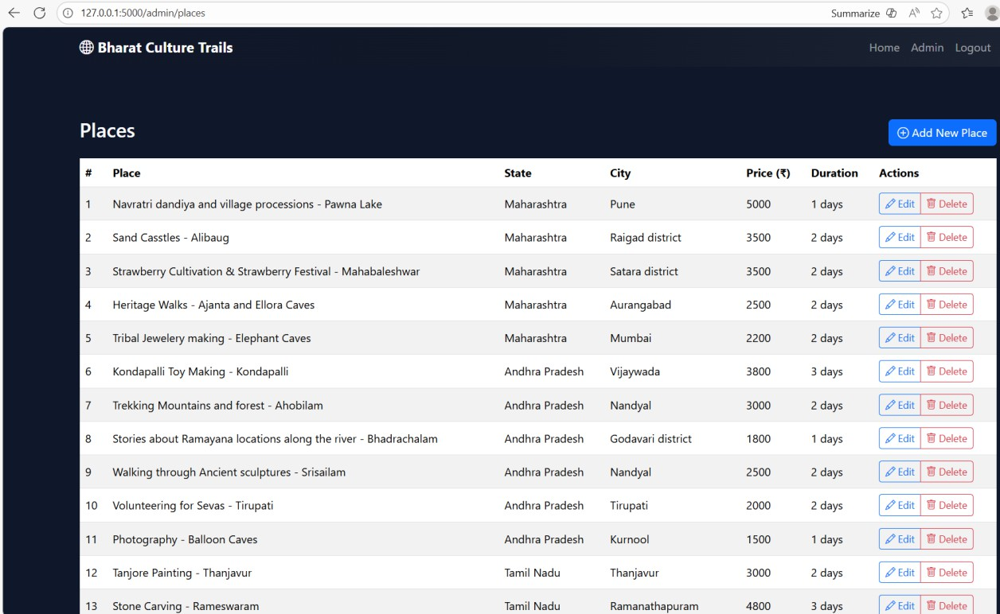 127.0.0.1:5000/admin/places Summarize
Bharat Culture Trails Home Admin Logout
Places Add New Place
# Place State City Price (₹) Duration Actions
1 Navratri dandiya and village processions - Pawna Lake Maharashtra Pune 5000 1 days Edit Delete
2 Sand Casstles - Alibaug Maharashtra Raigad district 3500 2 days Edit Delete
3 Strawberry Cultivation & Strawberry Festival - Mahabaleshwar Maharashtra Satara district 3500 2 days Edit Delete
4 Heritage Walks - Ajanta and Ellora Caves Maharashtra Aurangabad 2500 2 days Edit Delete
5 Tribal Jewelery making - Elephant Caves Maharashtra Mumbai 2200 2 days Edit Delete
6 Kondapalli Toy Making - Kondapalli Andhra Pradesh Vijaywada 3800 3 days Edit Delete
7 Trekking Mountains and forest - Ahobilam Andhra Pradesh Nandyal 3000 2 days Edit Delete
8 Stories about Ramayana locations along the river - Bhadrachalam Andhra Pradesh Godavari district 1800 1 days Edit Delete
9 Walking through Ancient sculptures - Srisailam Andhra Pradesh Nandyal 2500 2 days Edit Delete
10 Volunteering for Sevas - Tirupati Andhra Pradesh Tirupati 2000 2 days Edit Delete
11 Photography - Balloon Caves Andhra Pradesh Kurnool 1500 1 days Edit Delete
12 Tanjore Painting - Thanjavur Tamil Nadu Thanjavur 3000 2 days Edit Delete
13 Stone Carving - Rameswaram Tamil Nadu Ramanathapuram 4800 3 days Edit Delete